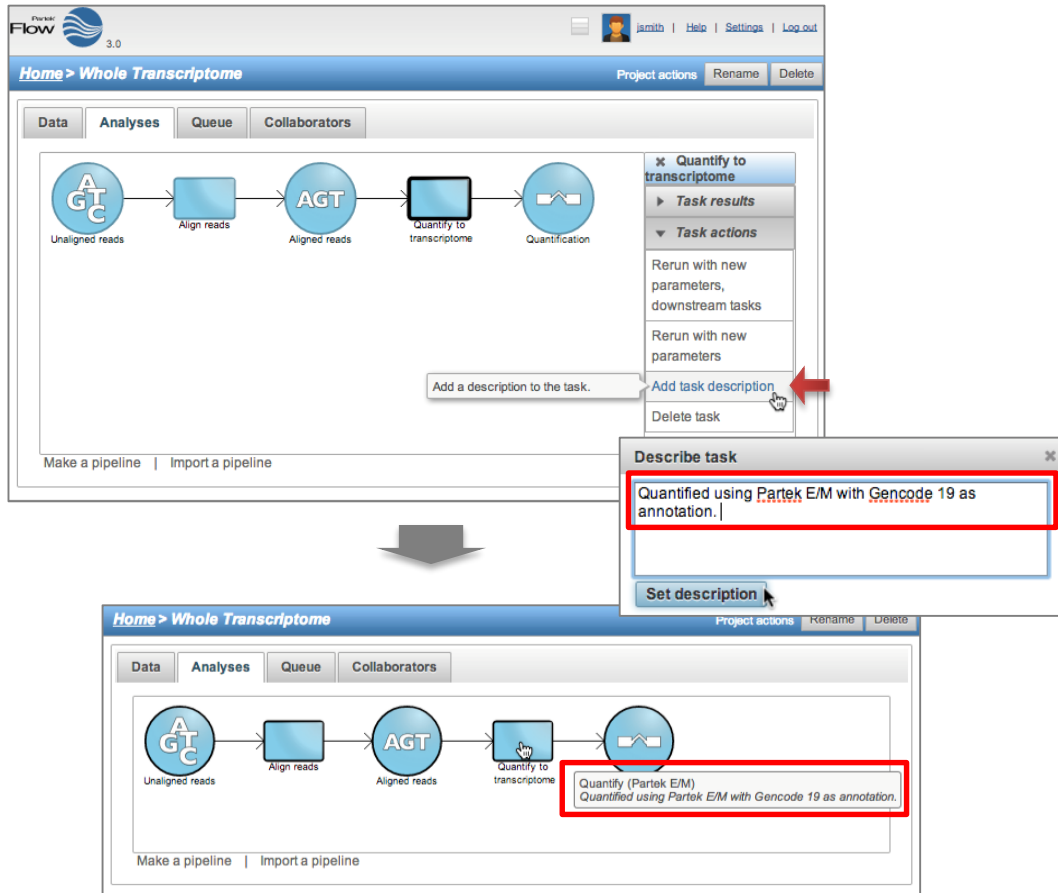 Partek
Flow
3.0
jsmith | Help | Settings | Log out
Home > Whole Transcriptome
Project actions Rename Delete
Data Analyses Queue Collaborators
A
G T
C
AGT
Unaligned reads
Align reads
Aligned reads
Quantify to
transcriptome
Quantification
Quantify to
transcriptome
Task results
Task actions
Rerun with new
parameters,
downstream tasks
Rerun with new
parameters
Add a description to the task.
Add task description
Delete task
Make a pipeline | Import a pipeline
Describe task
Quantified using Partek E/M with Gencode 19 as
annotation.
Set description
Home > Whole Transcriptome
Project actions Rename Delete
Data Analyses Queue Collaborators
A
G T
C
AGT
Unaligned reads
Align reads
Aligned reads
Quantify to
transcriptome
Quantify (Partek E/M)
Quantified using Partek E/M with Gencode 19 as annotation.
Make a pipeline | Import a pipeline